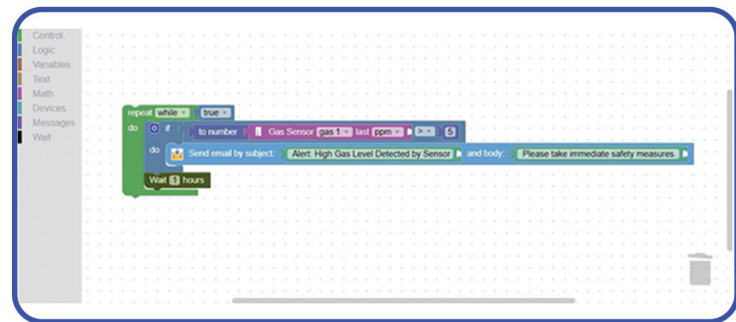 Control
Logic
Variables
Text
Math
Devices
Messages
Wait
repeat while true
do if to number Gas Sensor gas 1 last ppm > 5
do Send email by subject: Alert: High Gas Level Detected by Sensor and body: Please take immediate safety measures.
Wait 1 hours